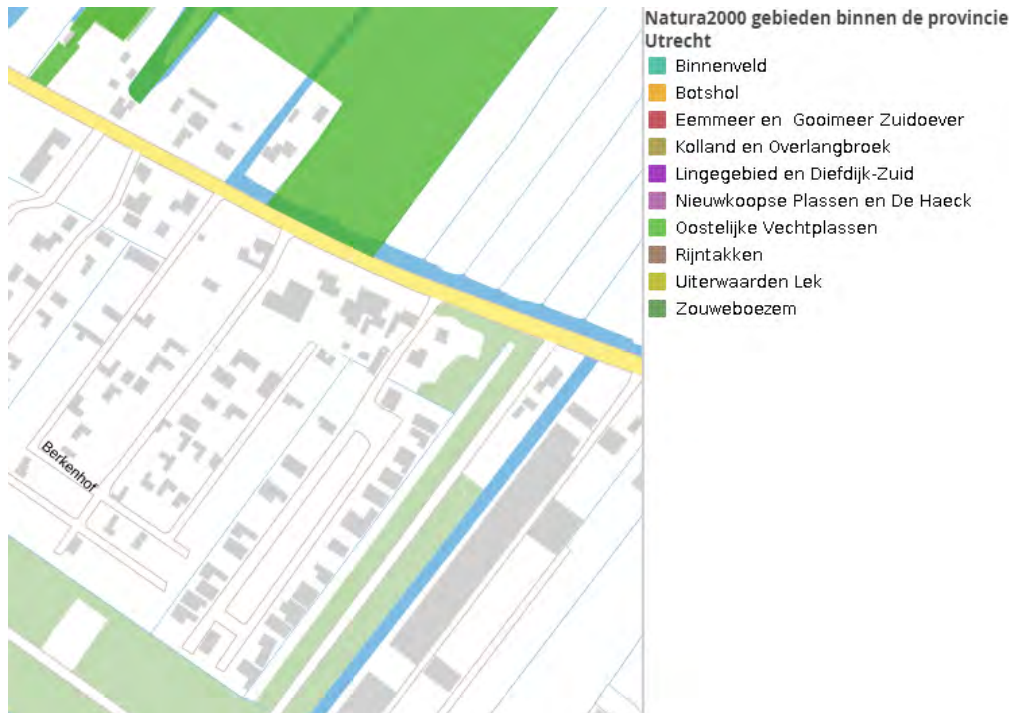 Natura2000 gebieden binnen de provincie
Utrecht
Binnenveld
Botshol
Eemmeer en Gooimeer Zuidoever
Kolland en Overlangbroek
Lingegebied en Diefdijk-Zuid
Nieuwkoopse Plassen en De Haeck
Oostelijke Vechtplassen
Rijntakken
Uiterwaarden Lek
Zouweboezem
Berkenhof